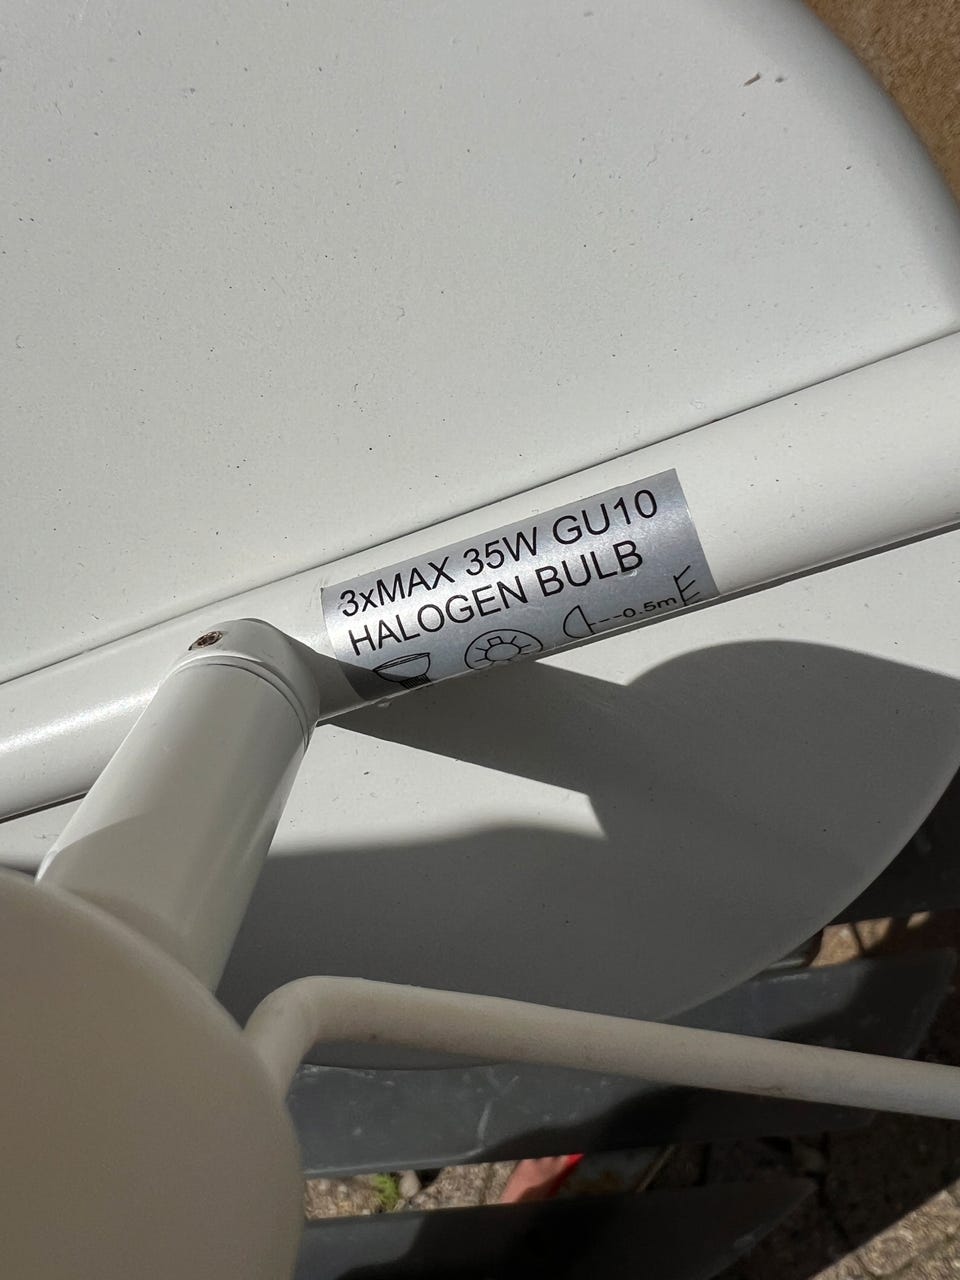 3xMAX 35W GU10
HALOGEN BULB
0.5m